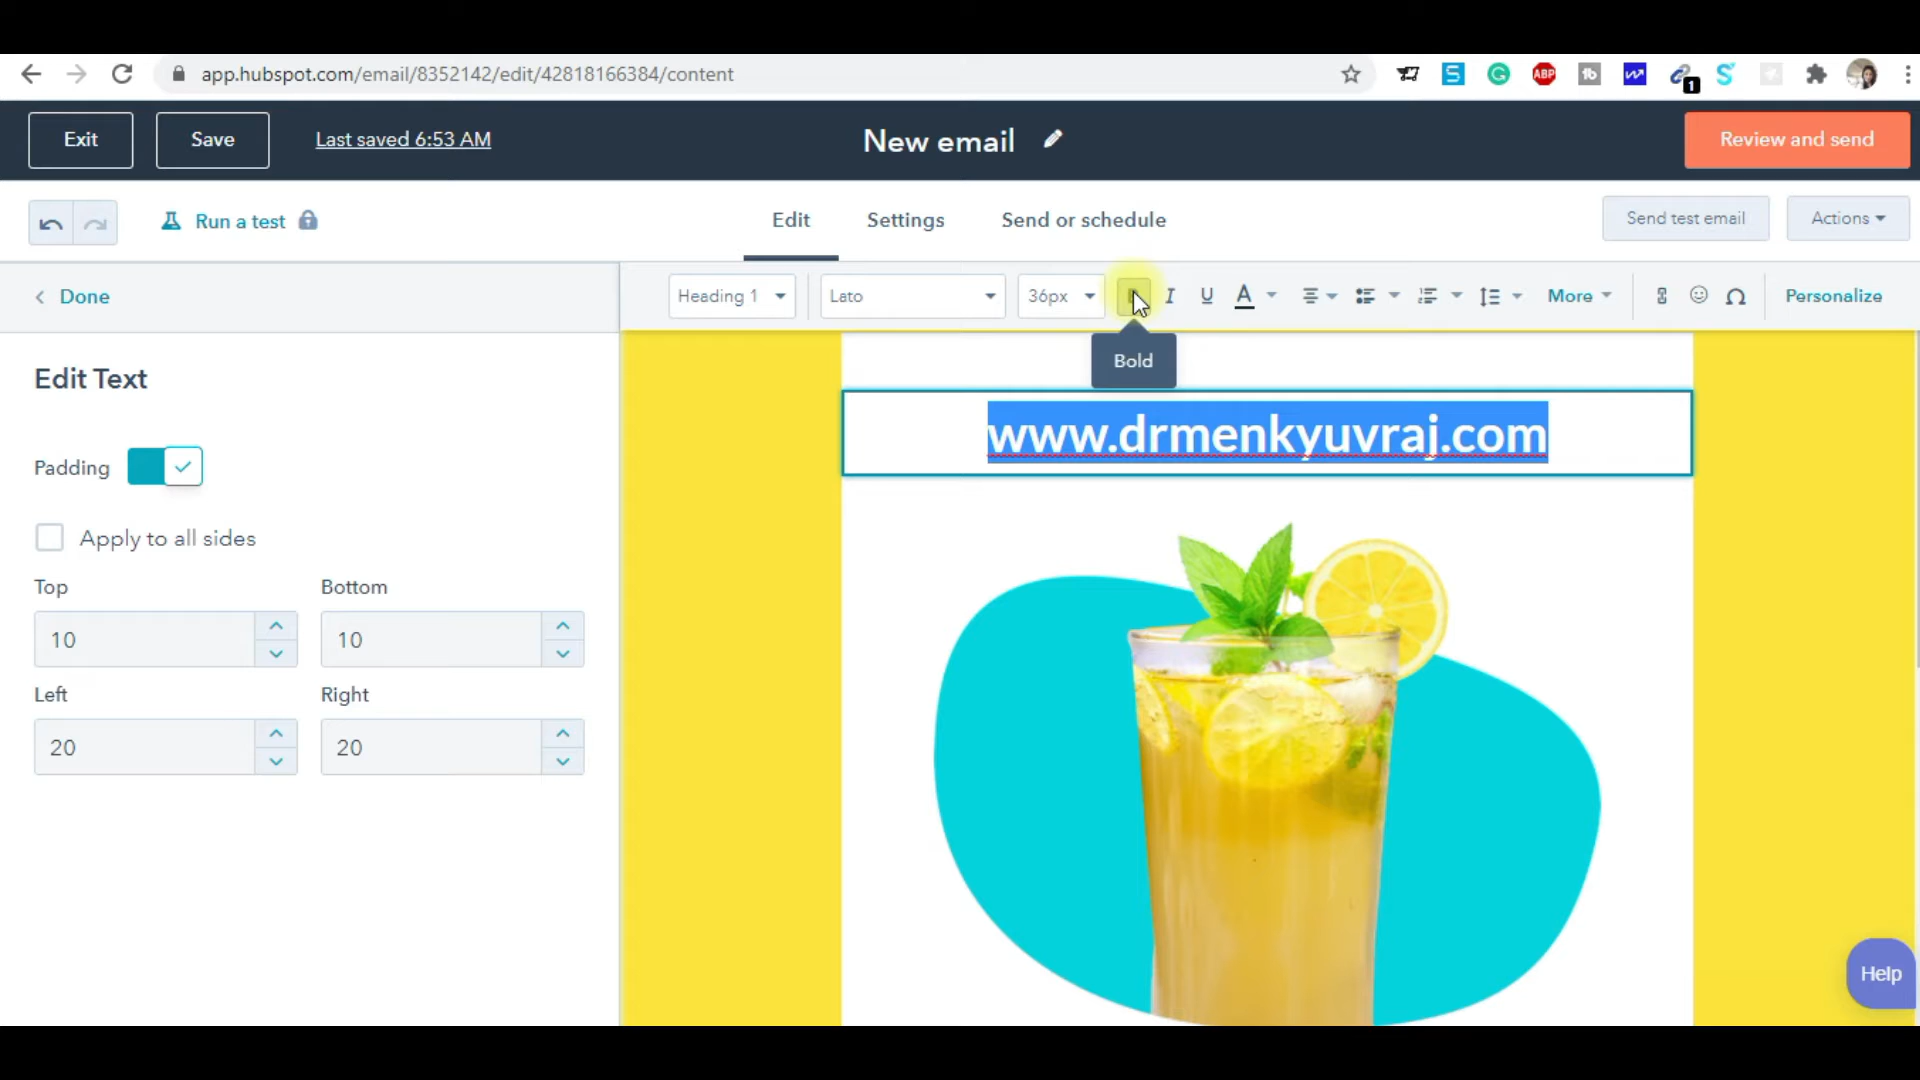 app.hubspot.com/email/8352142/edit/42818166384/content
S
G
ABP
tb
1
S
Exit
Save
Last saved 6:53 AM
New email
Review and send
Run a test
Edit
Settings
Send or schedule
Send test email
Actions
Done
Heading 1
Lato
36px
B
I
U
A
More
Ω
Personalize
Bold
Edit Text
www.drmenkyuvraj.com
Padding
Apply to all sides
Top
Bottom
10
10
Left
Right
20
20
Help